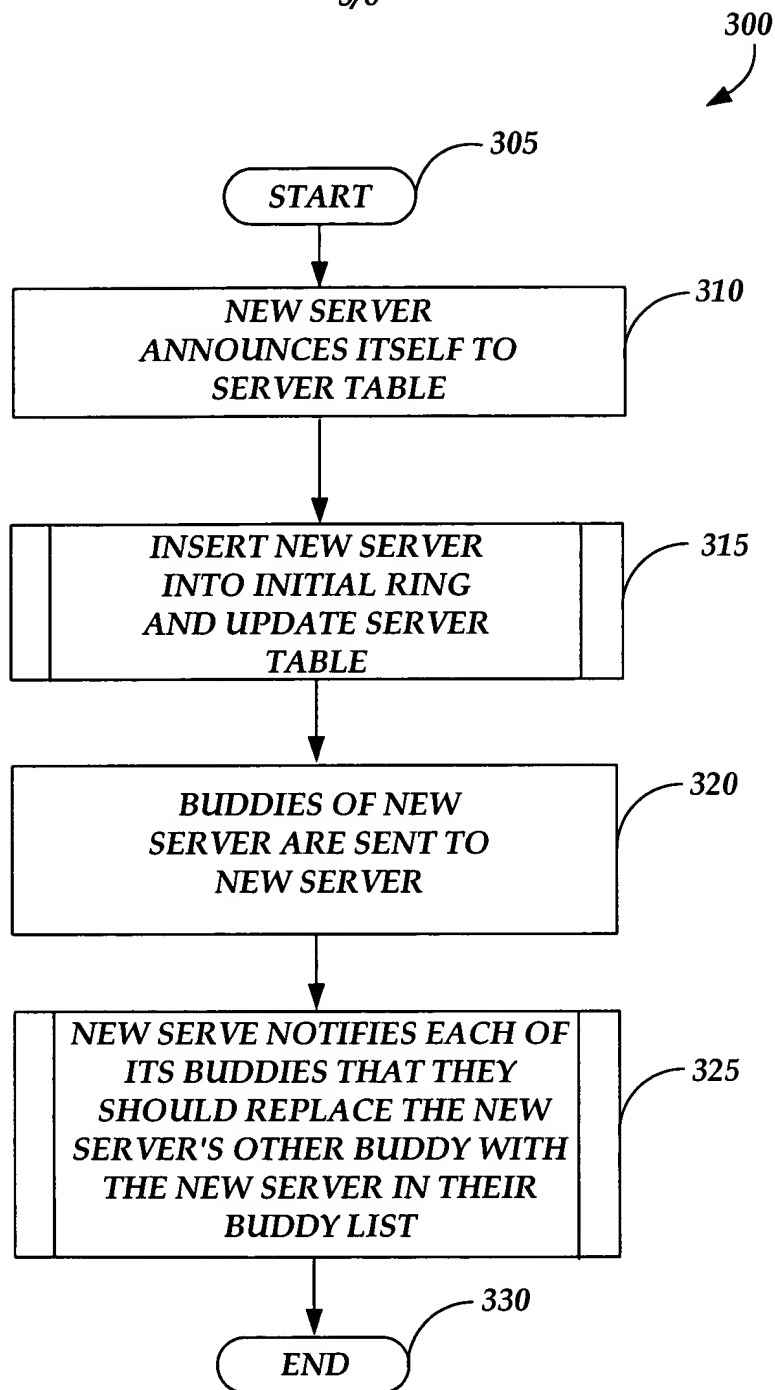 300
305
START
310
NEW SERVER
ANNOUNCES ITSELF TO
SERVER TABLE
315
INSERT NEW SERVER
INTO INITIAL RING
AND UPDATE SERVER
TABLE
320
BUDDIES OF NEW
SERVER ARE SENT TO
NEW SERVER
325
NEW SERVE NOTIFIES EACH OF
ITS BUDDIES THAT THEY
SHOULD REPLACE THE NEW
SERVER'S OTHER BUDDY WITH
THE NEW SERVER IN THEIR
BUDDY LIST
330
END